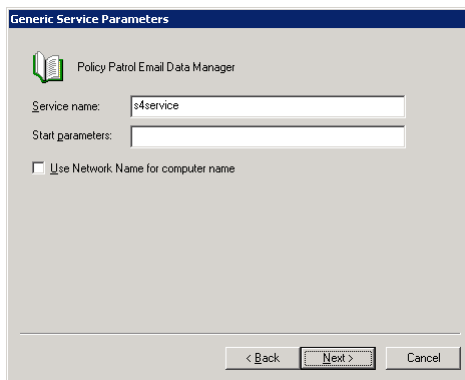 Generic Service Parameters
Policy Patrol Email Data Manager
Service name: s4service
Start parameters:
Use Network Name for computer name
< Back Next > Cancel